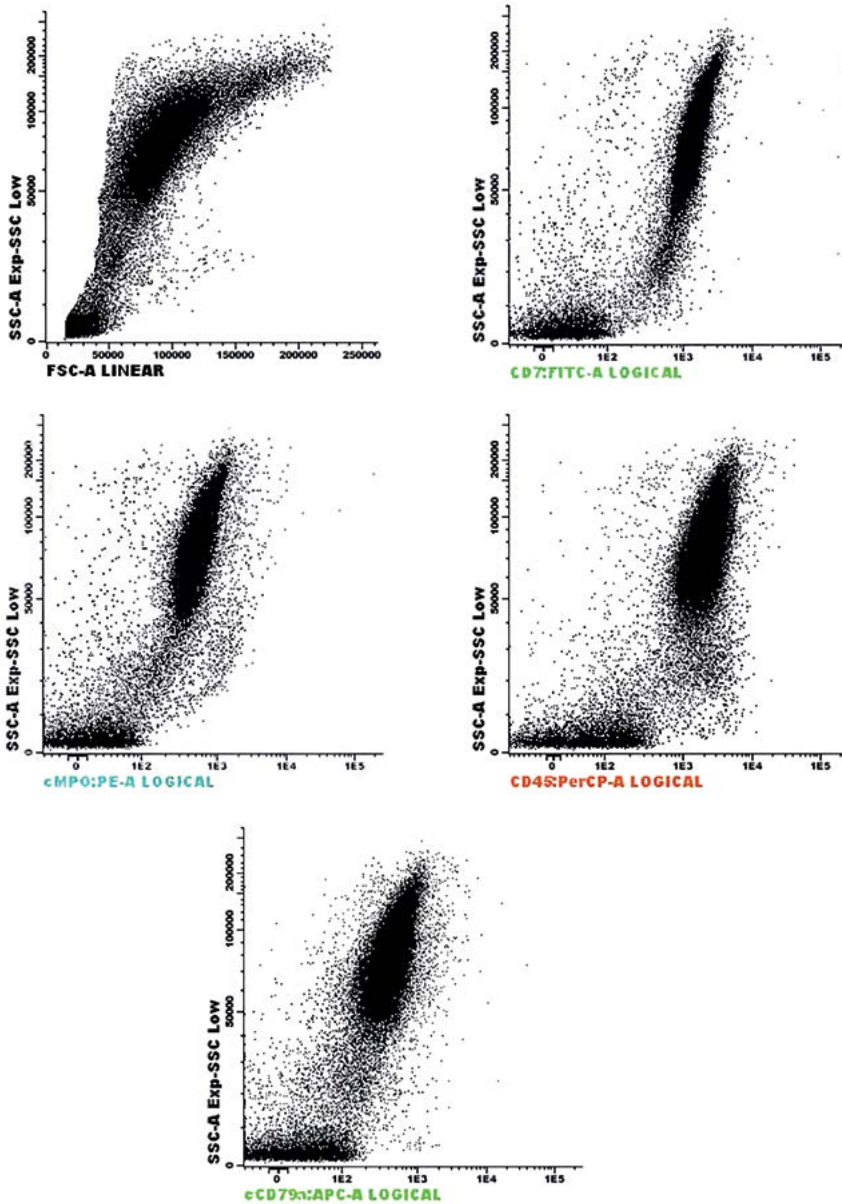 200000
100000
50000
0
SSC-A Exp-SSC Low
0 50000 100000 150000 200000 250000
FSC-A LINEAR
200000
100000
50000
0
SSC-A Exp-SSC Low
0 1E2 1E3 1E4 1E5
CD7:FITC-A LOGICAL
200000
100000
50000
0
SSC-A Exp-SSC Low
0 1E2 1E3 1E4 1E5
cMPO:PE-A LOGICAL
200000
100000
50000
0
SSC-A Exp-SSC Low
0 1E2 1E3 1E4 1E5
CD45:PerCP-A LOGICAL
200000
100000
50000
0
SSC-A Exp-SSC Low
0 1E2 1E3 1E4 1E5
cCD79a:APC-A LOGICAL